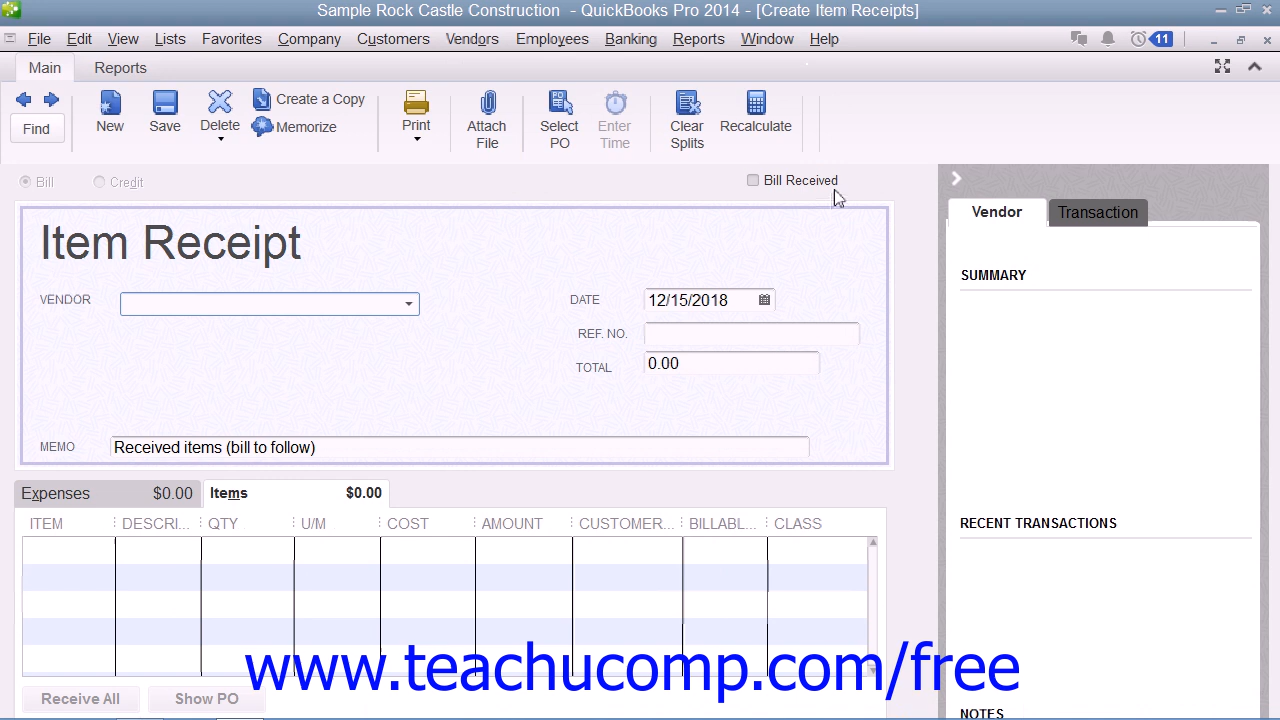 Sample Rock Castle Construction - QuickBooks Pro 2014 - [Create Item Receipts]
File Edit View Lists Favorites Company Customers Vendors Employees Banking Reports Window Help 11
Main Reports
Find
New
Save
Delete
Create a Copy
Memorize
Print
Attach File
Select PO
Enter Time
Clear Splits
Recalculate
Bill Credit Bill Received
Item Receipt
VENDOR
DATE 12/15/2018
REF. NO.
TOTAL 0.00
MEMO Received items (bill to follow)
Expenses $0.00 Items $0.00
ITEM DESCRI... QTY U/M COST AMOUNT CUSTOMER... BILLABL... CLASS
Receive All Show PO
Vendor Transaction
SUMMARY
RECENT TRANSACTIONS
NOTES
www.teachucomp.com/free